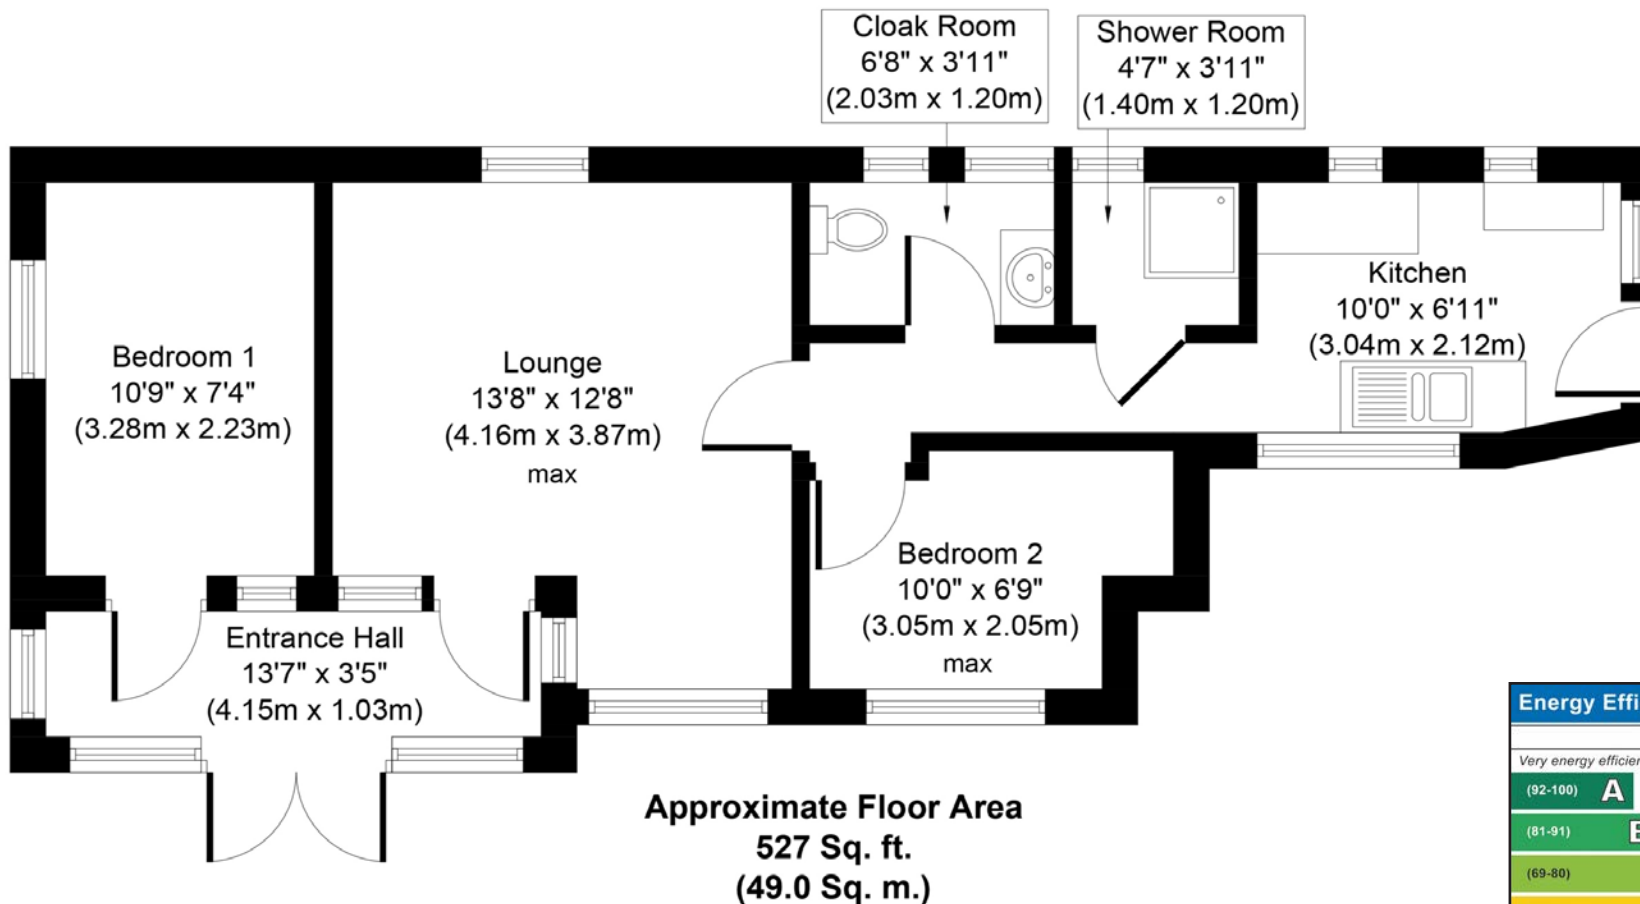 Cloak Room
6'8" x 3'11"
(2.03m x 1.20m)
Shower Room
4'7" x 3'11"
(1.40m x 1.20m)
Kitchen
10'0" x 6'11"
(3.04m x 2.12m)
Bedroom 1
10'9" x 7'4"
(3.28m x 2.23m)
Lounge
13'8" x 12'8"
(4.16m x 3.87m)
max
Bedroom 2
10'0" x 6'9"
(3.05m x 2.05m)
max
Entrance Hall
13'7" x 3'5"
(4.15m x 1.03m)
Approximate Floor Area
527 Sq. ft.
(49.0 Sq. m.)
Energy
Very energy
(92-100) A
(81-91)
(69-80)